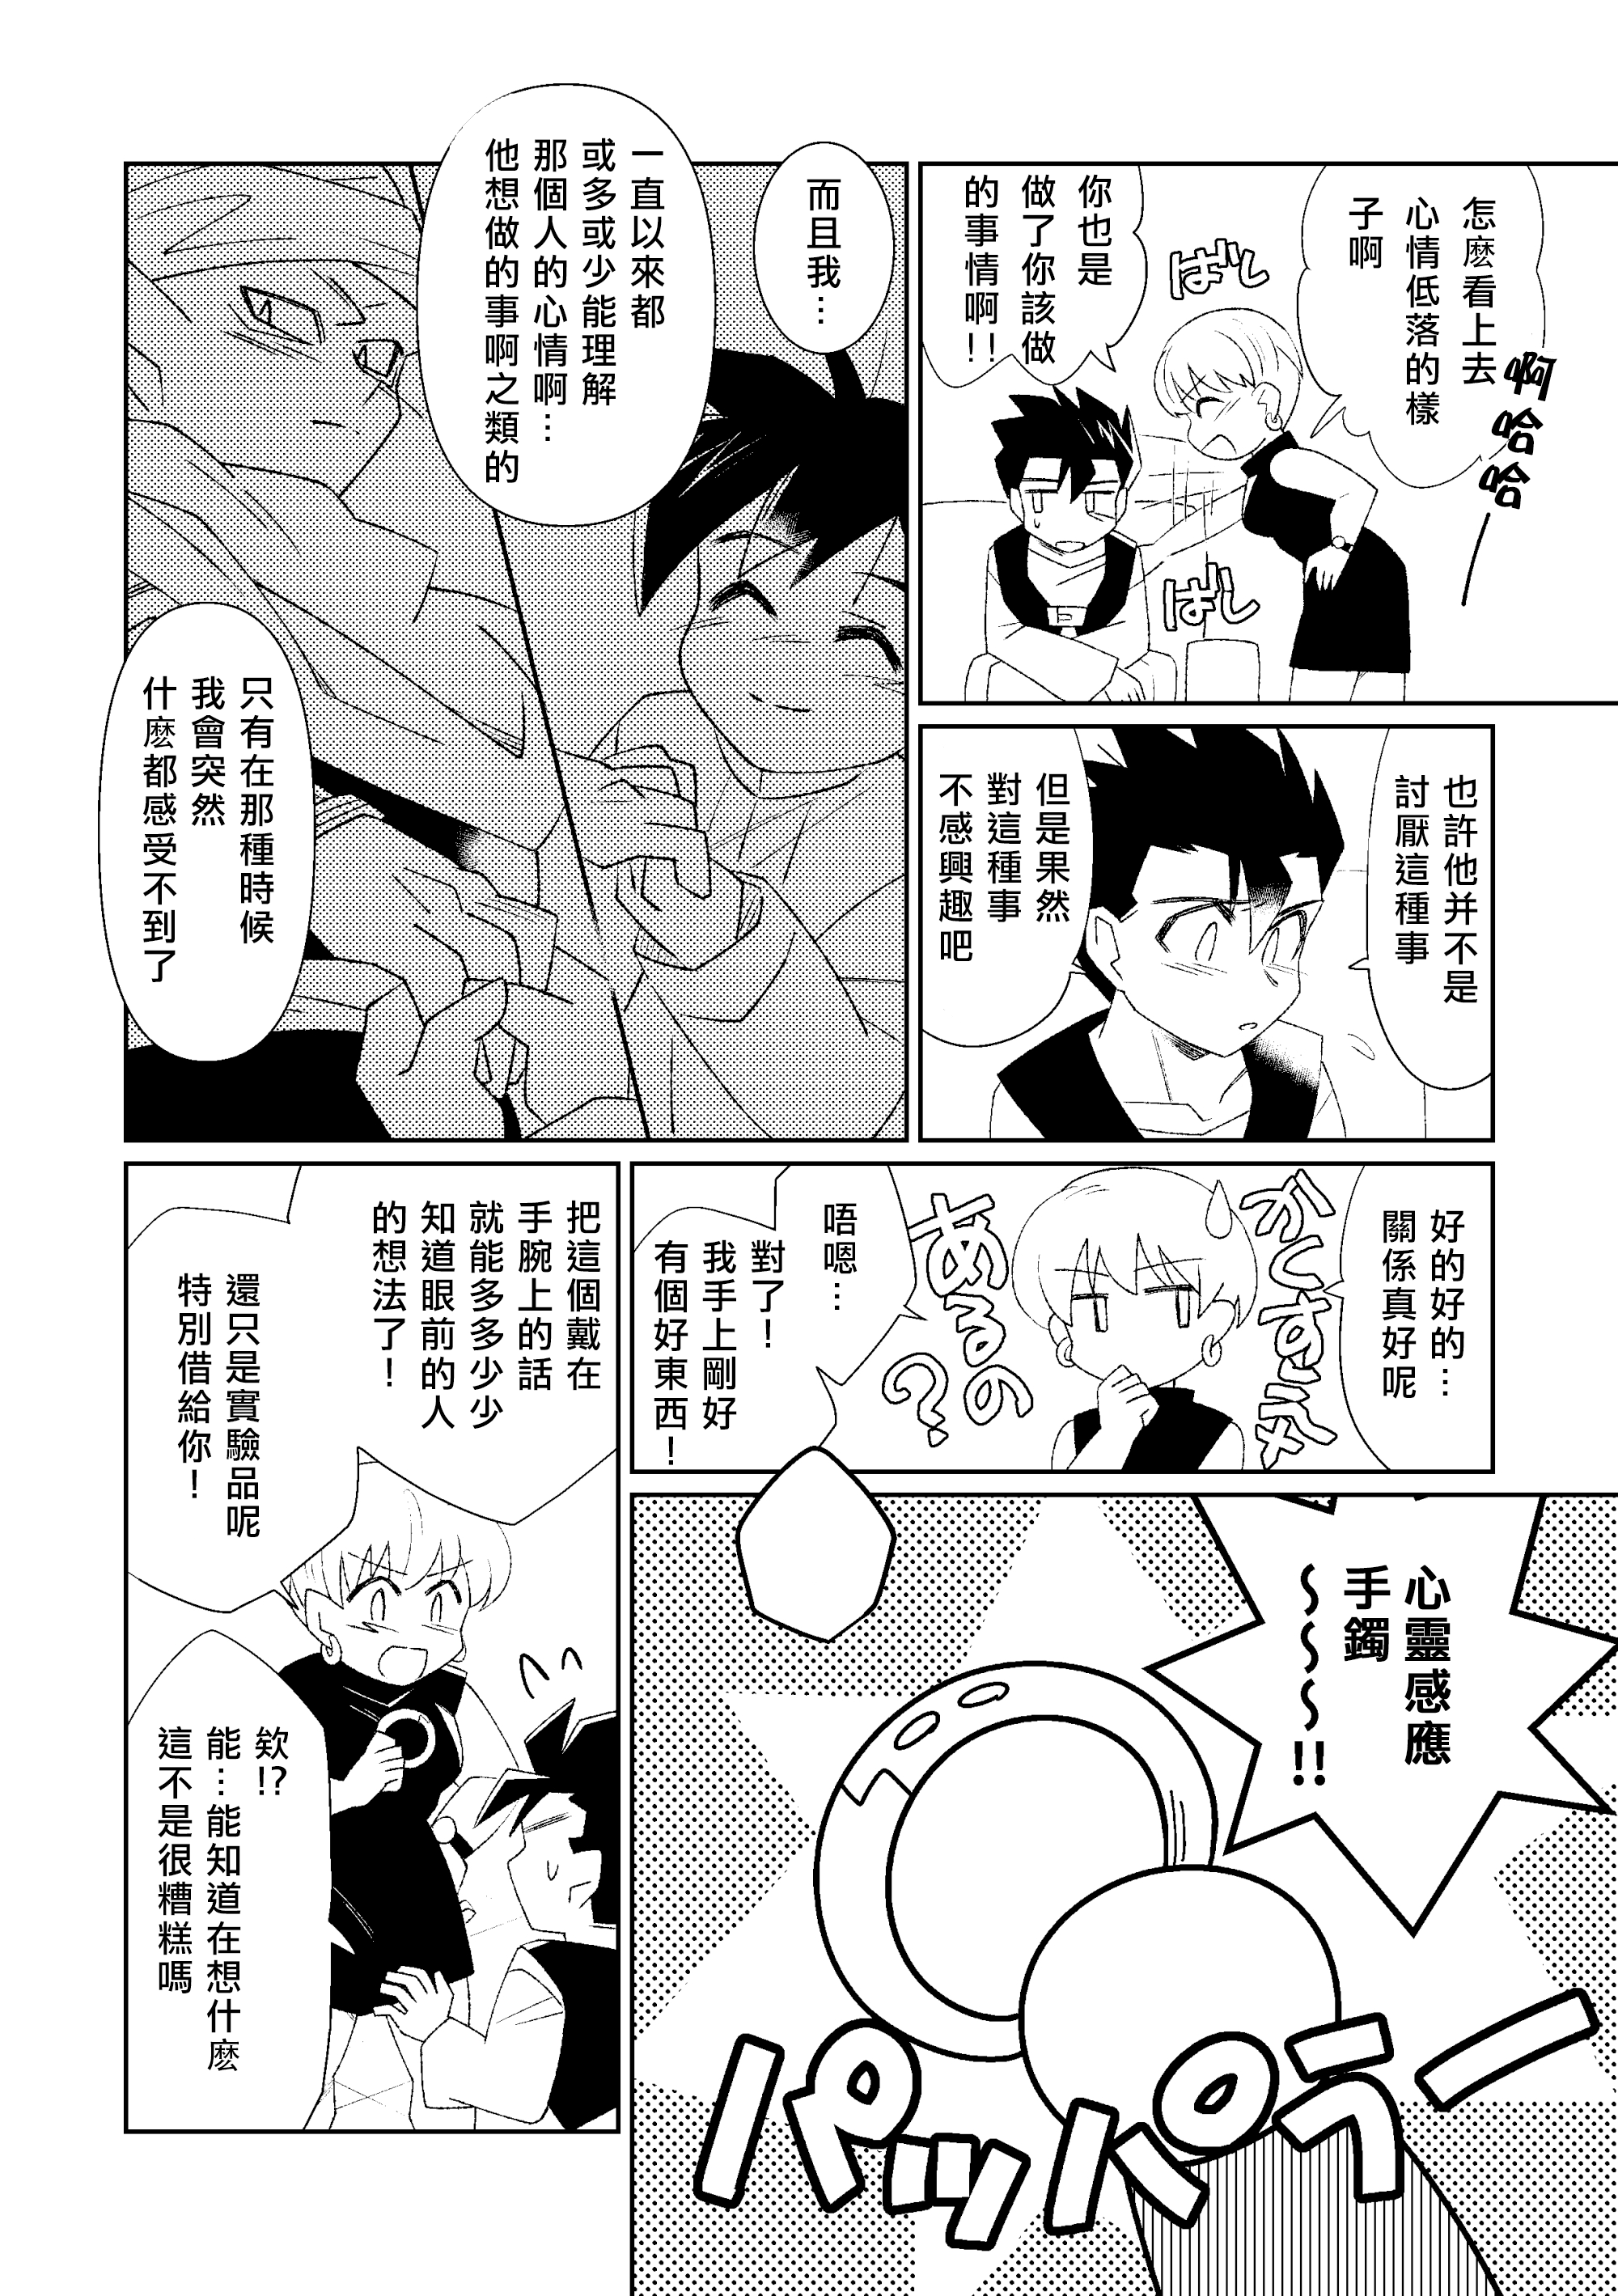 怎麼看上去
心情低落的樣
子啊
啊哈哈
ばし
你也是
做了你該做
的事情啊!!
ばし
也許他并不是
討厭這種事
但是果然
對這種事
不感興趣吧
而且我…
一直以來都
或多或少能理解
那個人的心情啊…
他想做的事啊之類的
只有在那種時候
我會突然
什麼都感受不到了
好的好的…
關係真好呢
かくすさえ
あるの?
唔嗯…
對了!
我手上剛好
有個好東西!
心靈感應
手鐲
～～～!!
パッパラー
把這個戴在
手腕上的話
就能多多少少
知道眼前的人
的想法了!
還只是實驗品呢
特別借給你!
欸!?
能…能知道在想什麼
這不是很糟糕嗎